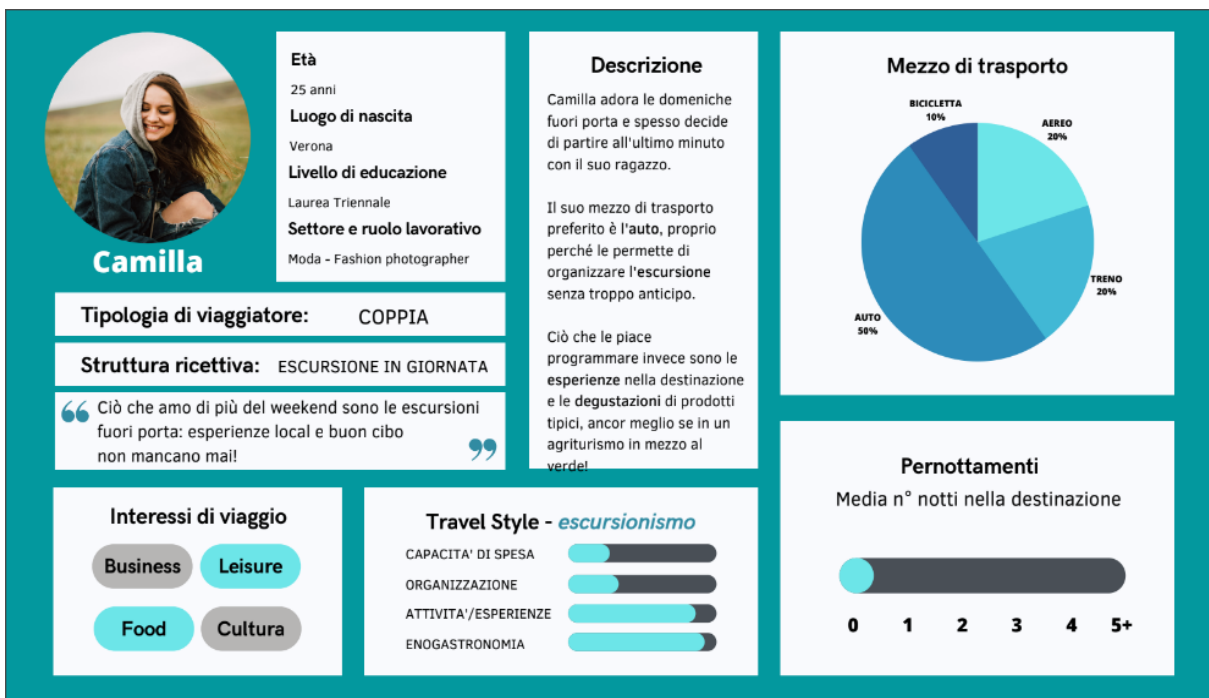 Camilla
Età
25 anni
Luogo di nascita
Verona
Livello di educazione
Laurea Triennale
Settore e ruolo lavorativo
Moda - Fashion photographer
Tipologia di viaggiatore: COPPIA
Struttura ricettiva: ESCURSIONE IN GIORNATA
“ Ciò che amo di più del weekend sono le escursioni
fuori porta: esperienze local e buon cibo
non mancano mai! ”
Descrizione
Camilla adora le domeniche
fuori porta e spesso decide
di partire all'ultimo minuto
con il suo ragazzo.
Il suo mezzo di trasporto
preferito è l'auto, proprio
perché le permette di
organizzare l'escursione
senza troppo anticipo.
Ciò che le piace
programmare invece sono le
esperienze nella destinazione
e le degustazioni di prodotti
tipici, ancor meglio se in un
agriturismo in mezzo al
verde!
Mezzo di trasporto
BICICLETTA
10%
AEREO
20%
TRENO
20%
AUTO
50%
Interessi di viaggio
Business Leisure
Food Cultura
Travel Style - escursionismo
CAPACITA' DI SPESA
ORGANIZZAZIONE
ATTIVITA'/ESPERIENZE
ENOGASTRONOMIA
Pernottamenti
Media n° notti nella destinazione
0 1 2 3 4 5+